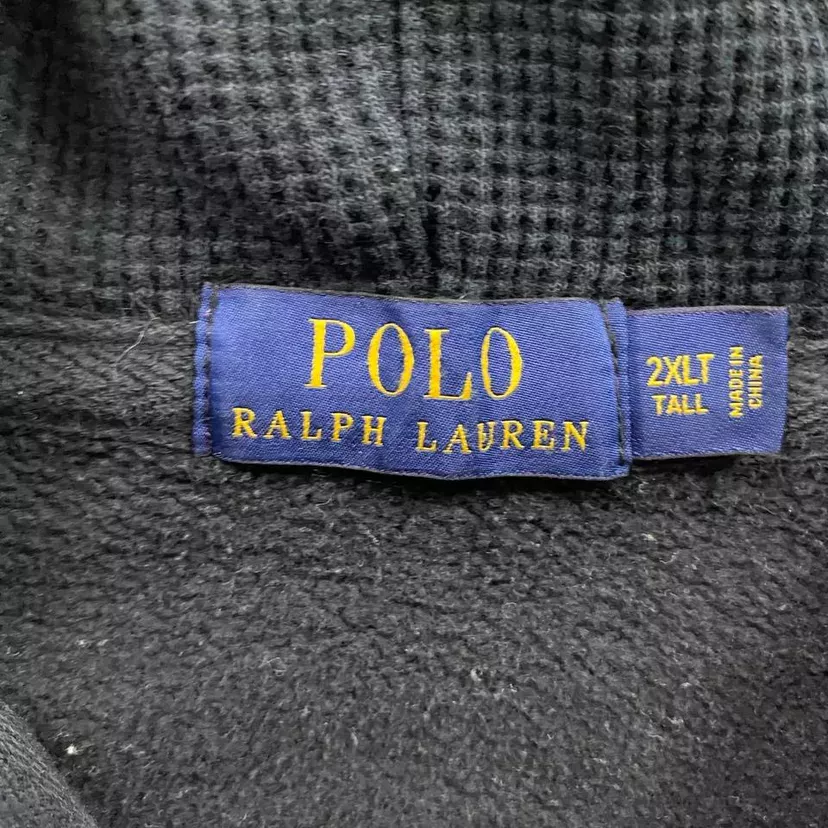 POLO
RALPH LAUREN
2XLT
TALL
MADE IN
CHINA